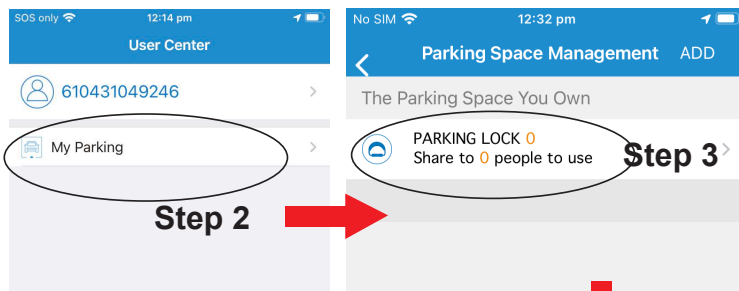 SOS only 12:14 pm
User Center
610431049246
My Parking
Step 2
No SIM 12:32 pm
Parking Space Management ADD
The Parking Space You Own
PARKING LOCK 0
Share to 0 people to use
Step 3